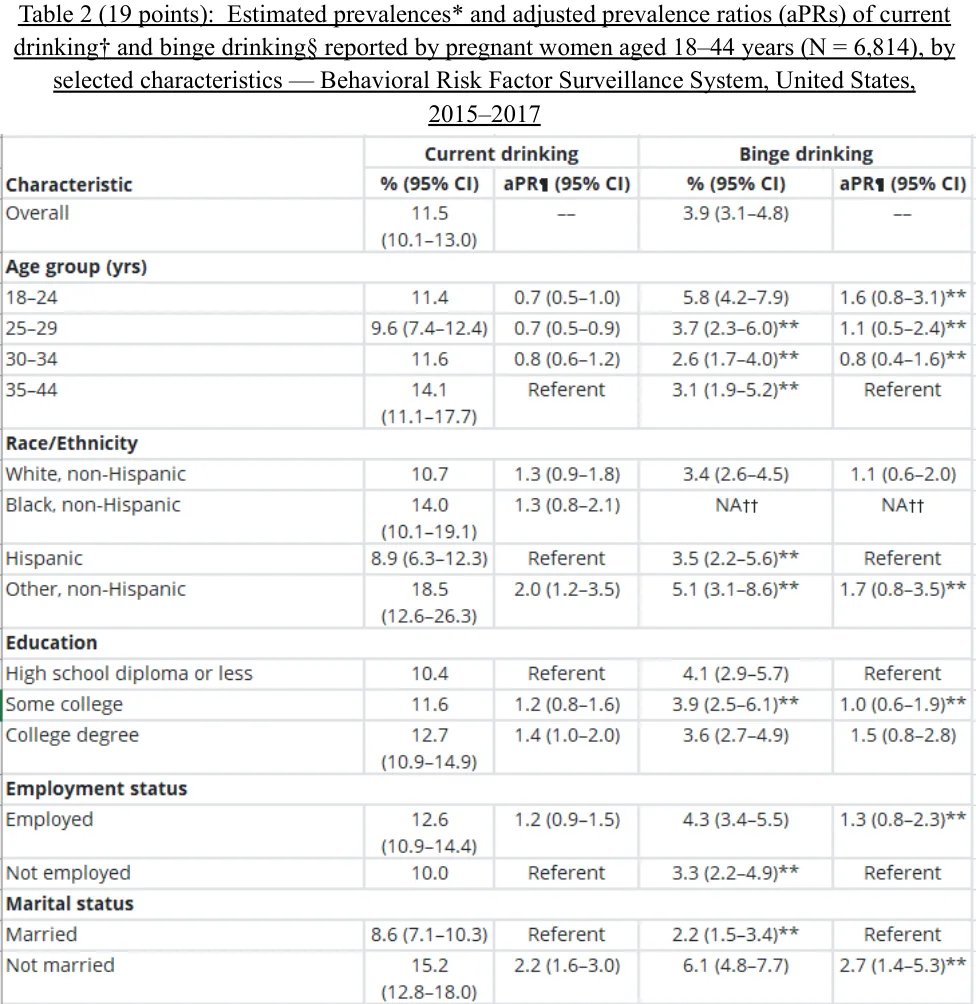 Table 2 (19 points):  Estimated prevalences* and adjusted prevalence ratios (aPRs) of current
drinking† and binge drinking§ reported by pregnant women aged 18–44 years (N = 6,814), by
selected characteristics — Behavioral Risk Factor Surveillance System, United States,
2015–2017
Current drinking Binge drinking
Characteristic % (95% CI) aPR¶ (95% CI) % (95% CI) aPR¶ (95% CI)
Overall 11.5 — 3.9 (3.1–4.8) —
(10.1–13.0)
Age group (yrs)
18–24 11.4 0.7 (0.5–1.0) 5.8 (4.2–7.9) 1.6 (0.8–3.1)**
25–29 9.6 (7.4–12.4) 0.7 (0.5–0.9) 3.7 (2.3–6.0)** 1.1 (0.5–2.4)**
30–34 11.6 0.8 (0.6–1.2) 2.6 (1.7–4.0)** 0.8 (0.4–1.6)**
35–44 14.1 Referent 3.1 (1.9–5.2)** Referent
(11.1–17.7)
Race/Ethnicity
White, non-Hispanic 10.7 1.3 (0.9–1.8) 3.4 (2.6–4.5) 1.1 (0.6–2.0)
Black, non-Hispanic 14.0 1.3 (0.8–2.1) NA†† NA††
(10.1–19.1)
Hispanic 8.9 (6.3–12.3) Referent 3.5 (2.2–5.6)** Referent
Other, non-Hispanic 18.5 2.0 (1.2–3.5) 5.1 (3.1–8.6)** 1.7 (0.8–3.5)**
(12.6–26.3)
Education
High school diploma or less 10.4 Referent 4.1 (2.9–5.7) Referent
Some college 11.6 1.2 (0.8–1.6) 3.9 (2.5–6.1)** 1.0 (0.6–1.9)**
College degree 12.7 1.4 (1.0–2.0) 3.6 (2.7–4.9) 1.5 (0.8–2.8)
(10.9–14.9)
Employment status
Employed 12.6 1.2 (0.9–1.5) 4.3 (3.4–5.5) 1.3 (0.8–2.3)**
(10.9–14.4)
Not employed 10.0 Referent 3.3 (2.2–4.9)** Referent
Marital status
Married 8.6 (7.1–10.3) Referent 2.2 (1.5–3.4)** Referent
Not married 15.2 2.2 (1.6–3.0) 6.1 (4.8–7.7) 2.7 (1.4–5.3)**
(12.8–18.0)